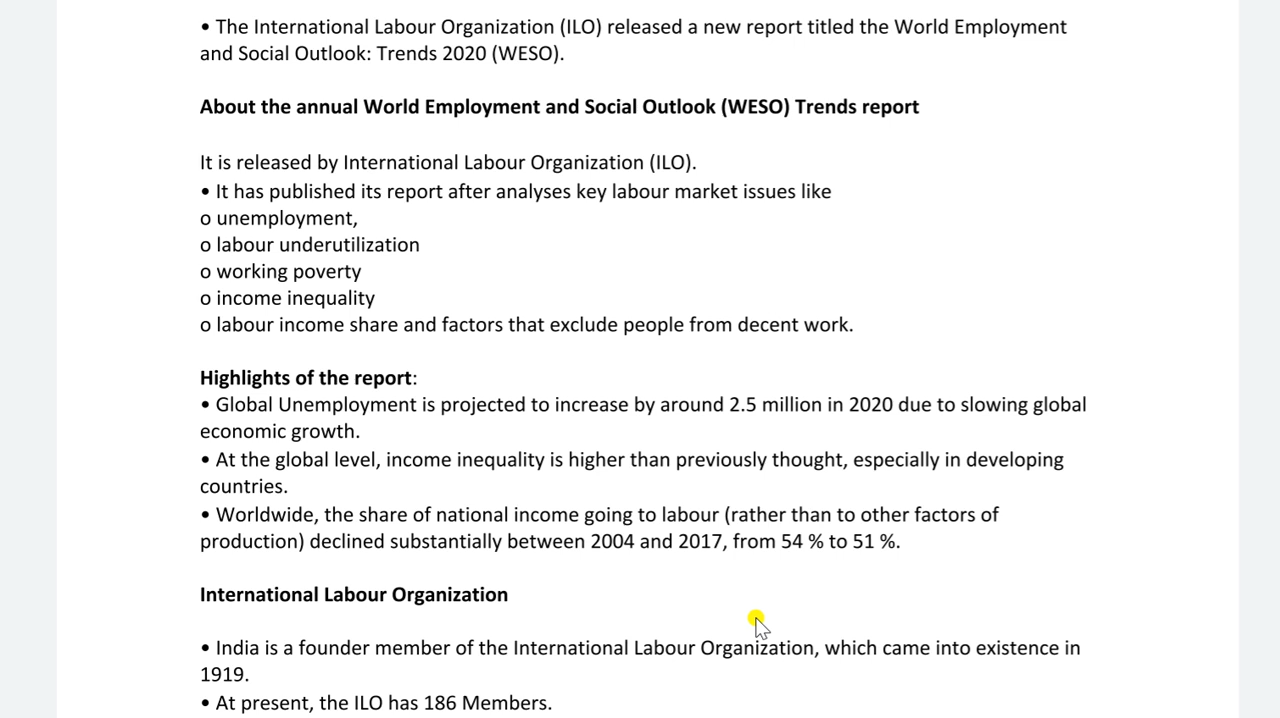 • The International Labour Organization (ILO) released a new report titled the World Employment
and Social Outlook: Trends 2020 (WESO).
About the annual World Employment and Social Outlook (WESO) Trends report
It is released by International Labour Organization (ILO).
• It has published its report after analyses key labour market issues like
o unemployment,
o labour underutilization
o working poverty
o income inequality
o labour income share and factors that exclude people from decent work.
Highlights of the report:
• Global Unemployment is projected to increase by around 2.5 million in 2020 due to slowing global
economic growth.
• At the global level, income inequality is higher than previously thought, especially in developing
countries.
• Worldwide, the share of national income going to labour (rather than to other factors of
production) declined substantially between 2004 and 2017, from 54 % to 51 %.
International Labour Organization
• India is a founder member of the International Labour Organization, which came into existence in
1919.
• At present, the ILO has 186 Members.